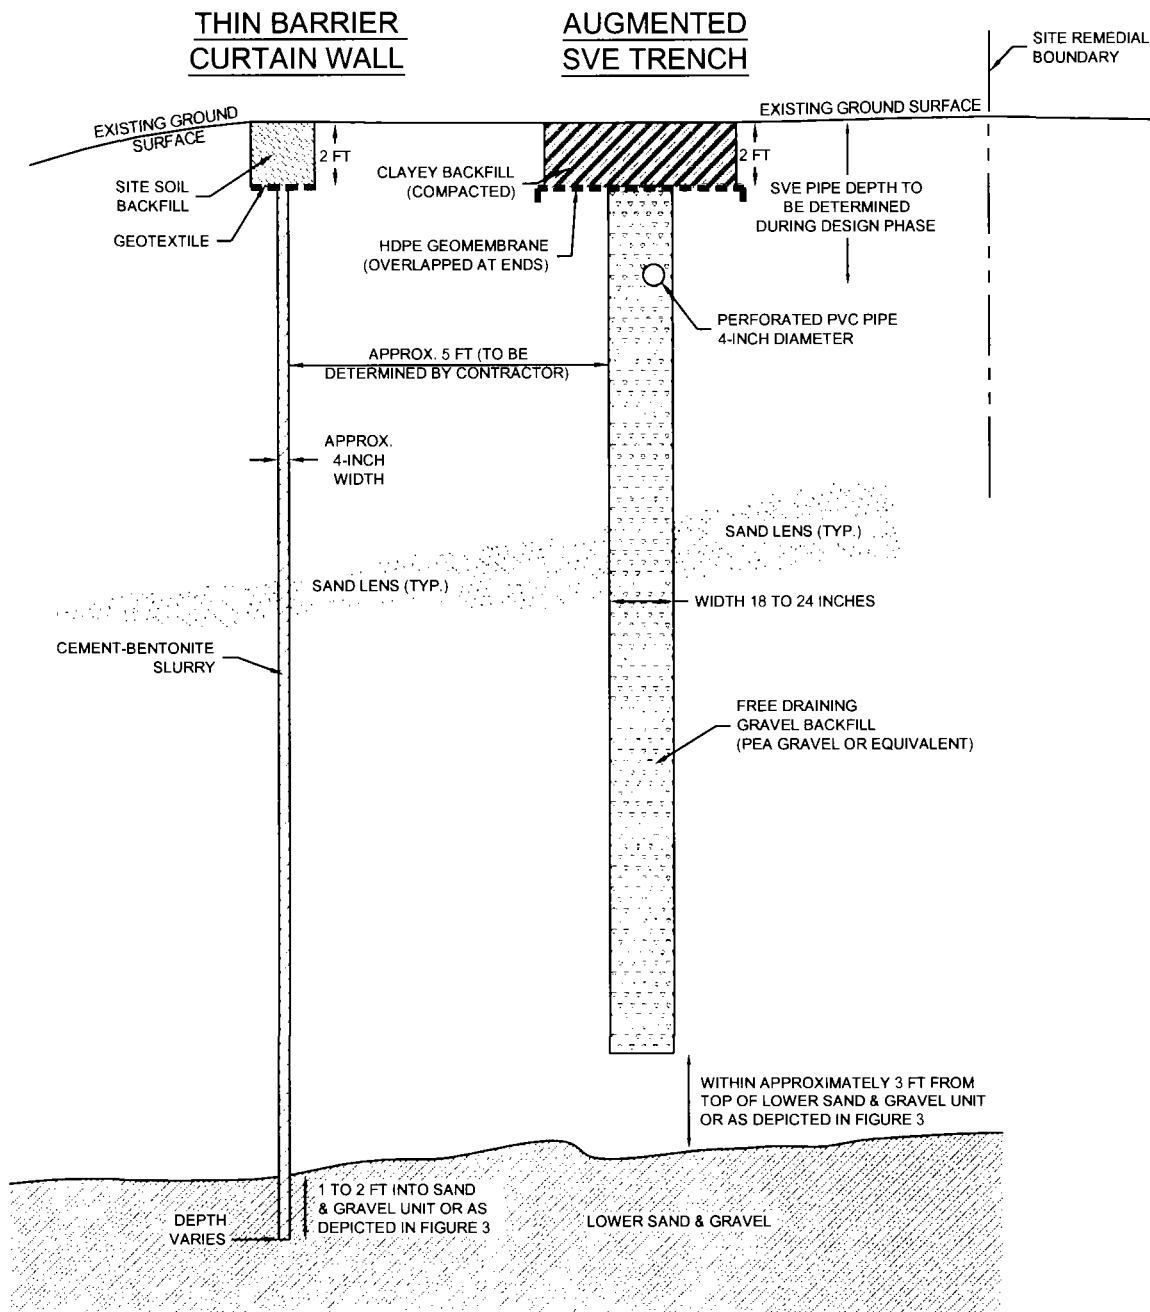 THIN BARRIER
CURTAIN WALL
AUGMENTED
SVE TRENCH
SITE REMEDIAL
BOUNDARY
EXISTING GROUND
SURFACE
EXISTING GROUND SURFACE
2 FT
SITE SOIL
BACKFILL
GEOTEXTILE
CLAYEY BACKFILL
(COMPACTED)
2 FT
HDPE GEOMEMBRANE
(OVERLAPPED AT ENDS)
SVE PIPE DEPTH TO
BE DETERMINED
DURING DESIGN PHASE
PERFORATED PVC PIPE
4-INCH DIAMETER
APPROX. 5 FT (TO BE
DETERMINED BY CONTRACTOR)
APPROX.
4-INCH
WIDTH
SAND LENS (TYP.)
SAND LENS (TYP.)
WIDTH 18 TO 24 INCHES
CEMENT-BENTONITE
SLURRY
FREE DRAINING
GRAVEL BACKFILL
(PEA GRAVEL OR EQUIVALENT)
WITHIN APPROXIMATELY 3 FT FROM
TOP OF LOWER SAND & GRAVEL UNIT
OR AS DEPICTED IN FIGURE 3
1 TO 2 FT INTO SAND
& GRAVEL UNIT OR AS
DEPICTED IN FIGURE 3
DEPTH
VARIES
LOWER SAND & GRAVEL